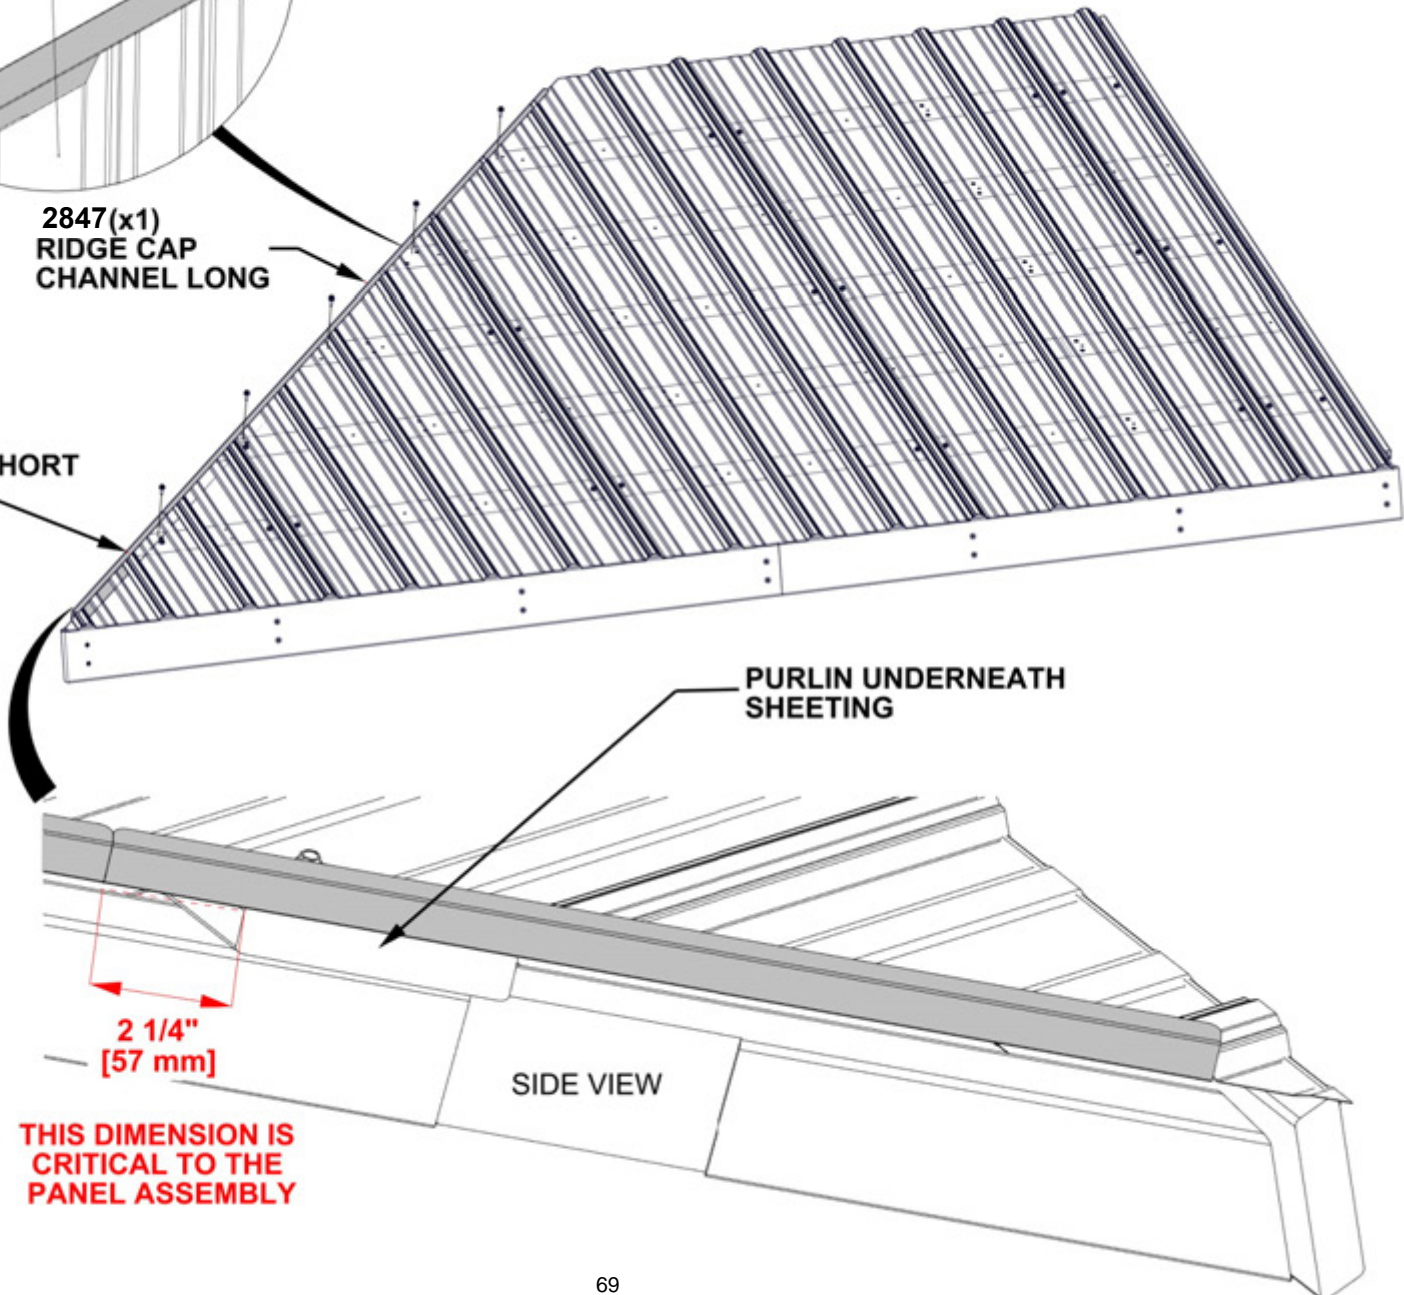 2847(x1)
RIDGE CAP
CHANNEL LONG
PURLIN UNDERNEATH
SHEETING
2 1/4"
[57 mm]
SIDE VIEW
THIS DIMENSION IS
CRITICAL TO THE
PANEL ASSEMBLY
69